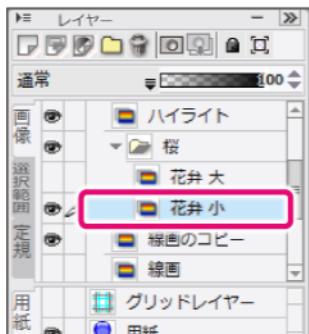 レイヤー
通常
100
画像
選択範囲
定規
用紙
ハイライト
桜
花弁 大
花弁 小
線画のコピー
線画
グリッドレイヤー
用紙